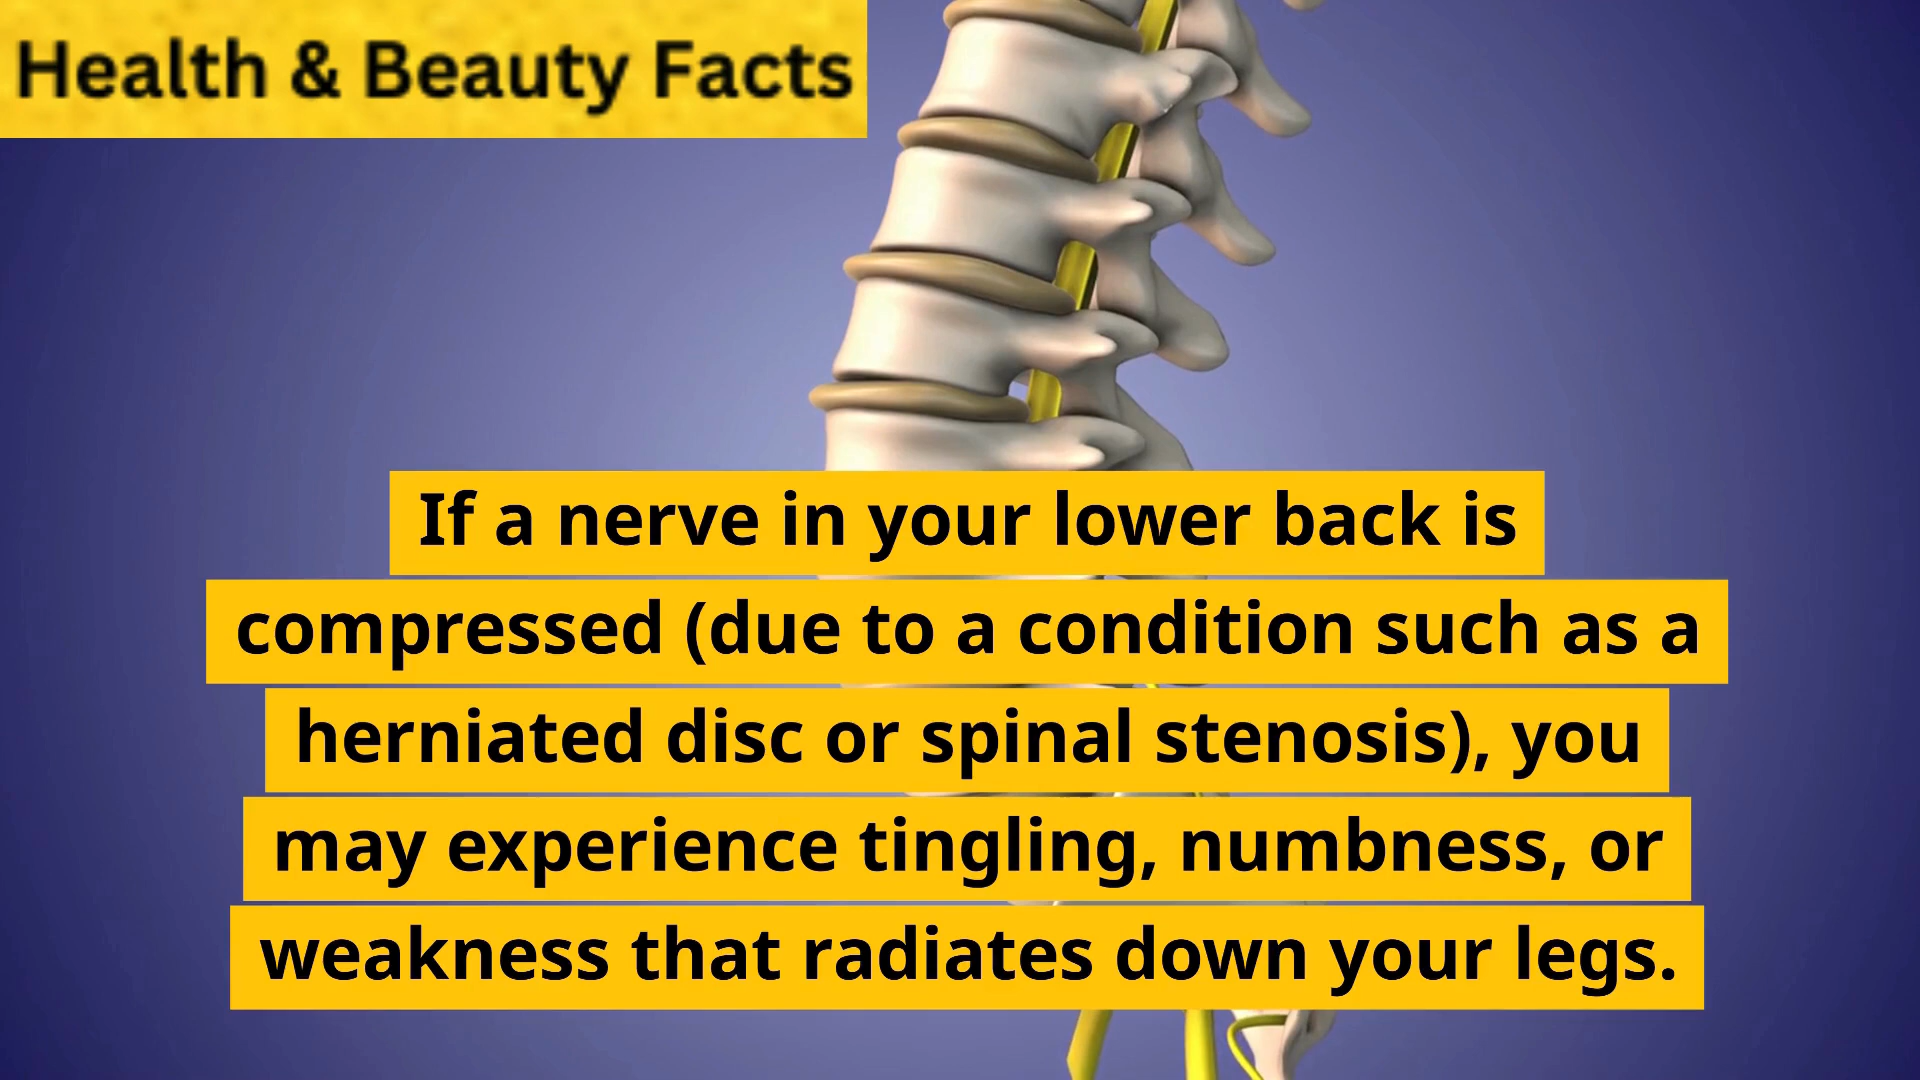 Health & Beauty Facts
If a nerve in your lower back is
compressed (due to a condition such as a
herniated disc or spinal stenosis), you
may experience tingling, numbness, or
weakness that radiates down your legs.